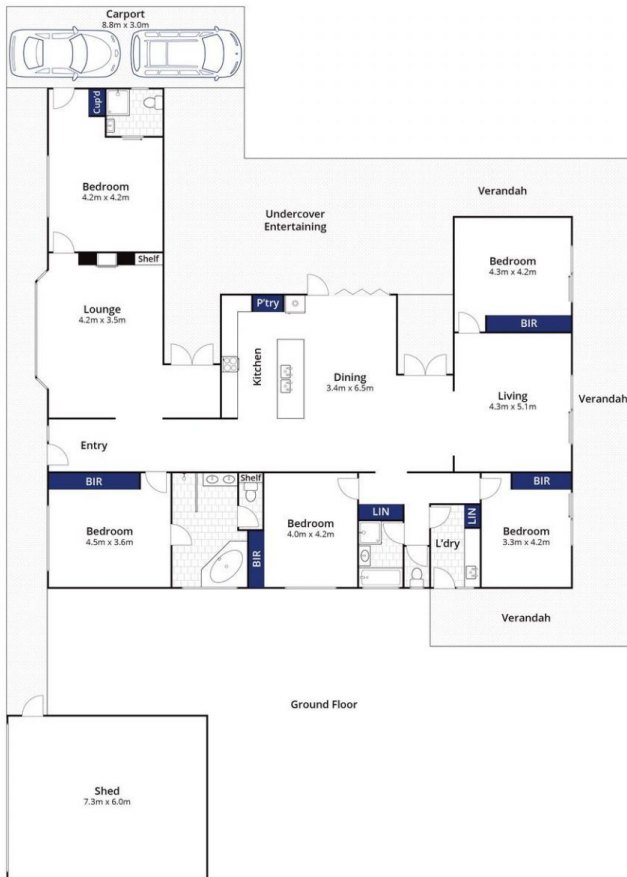 Carport
8.8m x 3.0m
Cup'd
Bedroom
4.2m x 4.2m
Verandah
Undercover
Entertaining
Bedroom
4.3m x 4.2m
Shelf
Lounge
4.2m x 3.5m
P'try
BIR
Kitchen
Dining
3.4m x 6.5m
Living
4.3m x 5.1m
Verandah
Entry
BIR
Shelf
BIR
LIN
LIN
Bedroom
4.5m x 3.6m
Bedroom
4.0m x 4.2m
Bedroom
3.3m x 4.2m
L'dry
BIR
Verandah
Ground Floor
Shed
7.3m x 6.0m